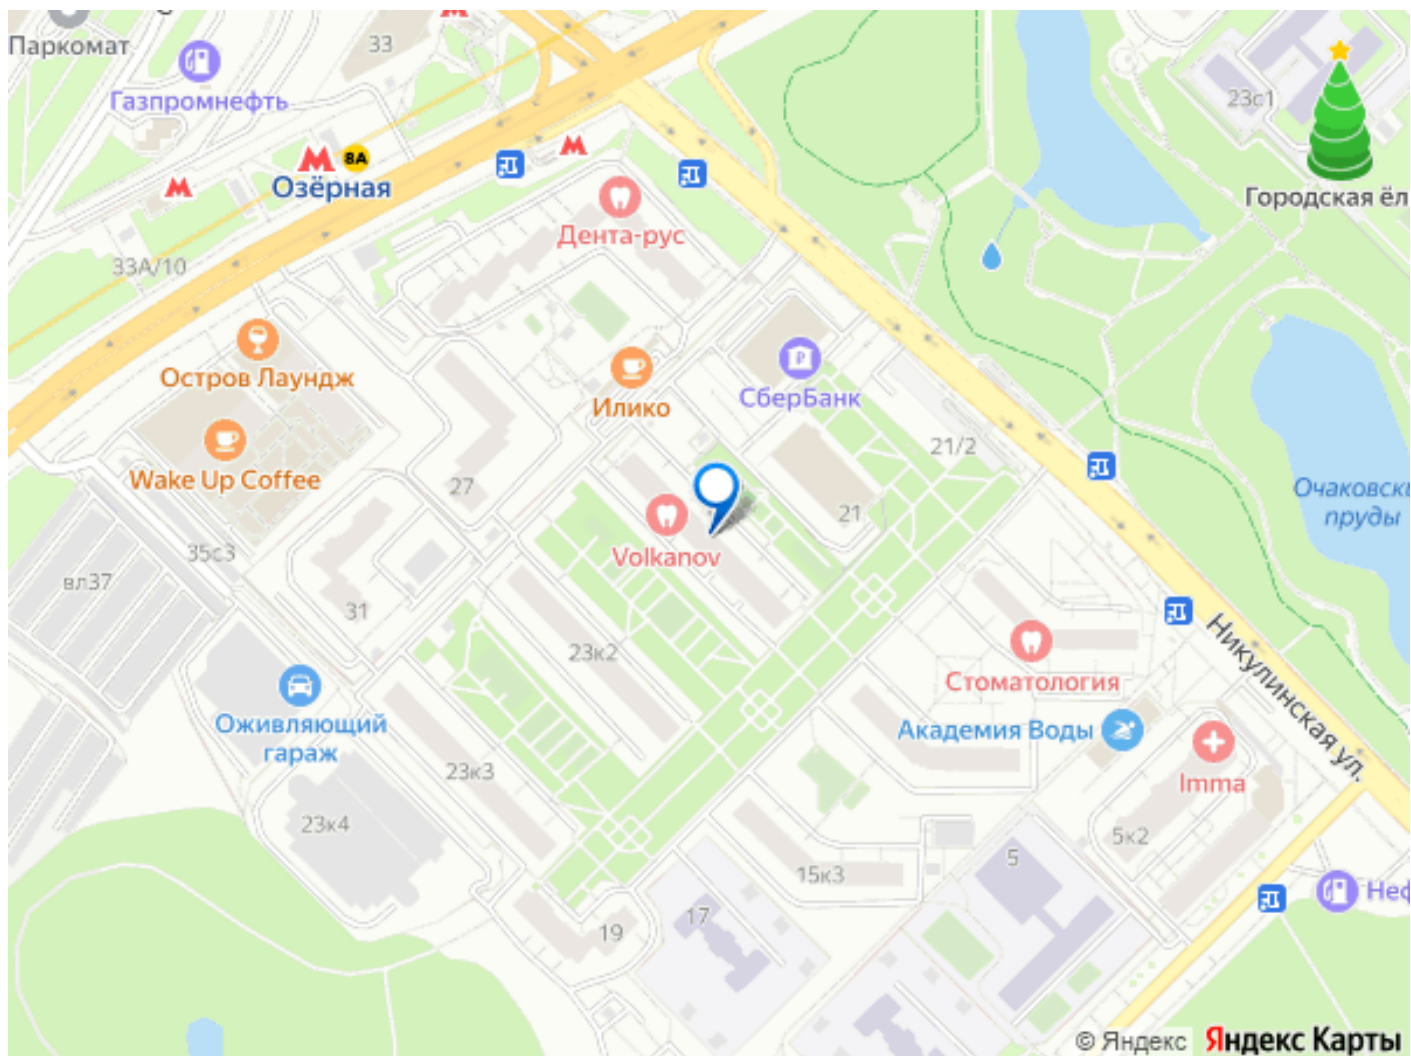 Паркомат
33
Газпромнефть
23с1
8А
Озёрная
Городская ёл
Дента-рус
33А/10
Остров Лаундж
Илико
СберБанк
21/2
Wake Up Coffee
27
Очаковск
пруды
21
35с3
Volkanov
вл37
31
23к2
Стоматология
Никулинская ул.
Оживляющий
гараж
Академия Воды
23к3
Imma
23к4
5к2
5
15к3
Неф
17
19
© Яндекс Яндекс Карты